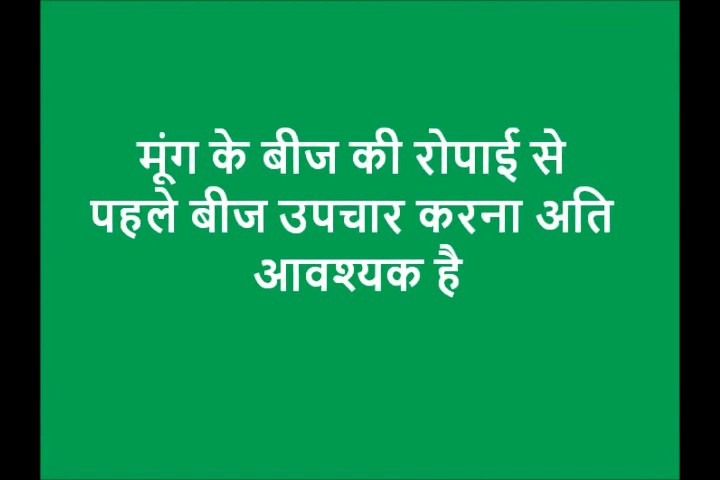 मूंग के बीज की रोपाई से
पहले बीज उपचार करना अति
आवश्यक है